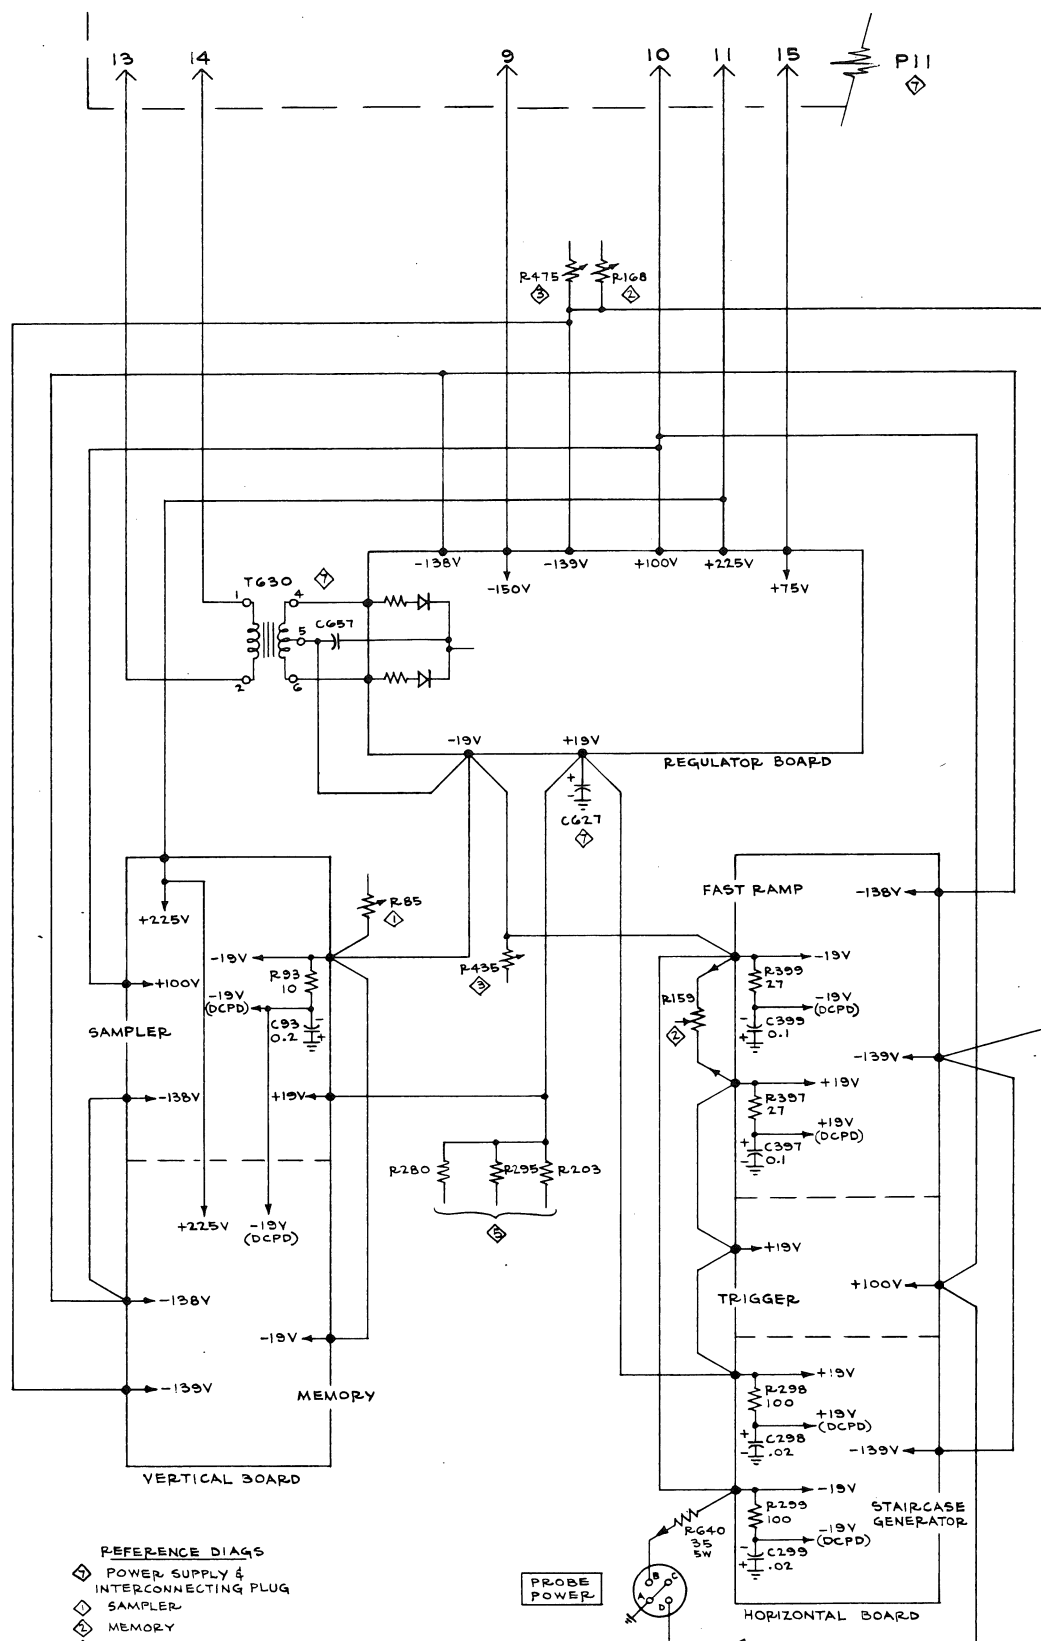 13 14 9 10 11 15 P11
7
R475 R168
3 2
-138V -139V +100V +225V
-150V +75V
T630 7
1 4
C657
5
2 6
-19V +19V
REGULATOR BOARD
+
-
C627
7
FAST RAMP
-138V
R85
1
+225V
-19V
-19V
R93
10
R435
3
R399
27
+100V
-19V
(DCPD)
-19V
(DCPD)
R159
2
C93
0.2
-
+
-
+
C399
0.1
SAMPLER
-139V
-138V
+19V
+19V
R397
27
+19V
(DCPD)
+
-
C397
0.1
R280 R295 R203
5
+225V -19V
(DCPD)
+19V
+100V
TRIGGER
-138V
-19V
-139V
MEMORY
+19V
R298
100
+19V
(DCPD)
+
-
C298
.02
-139V
VERTICAL BOARD
-19V
R299
100
STAIRCASE
GENERATOR
R640
35
5W
-19V
(DCPD)
-
+
C299
.02
REFERENCE DIAGS
7 POWER SUPPLY &
INTERCONNECTING PLUG
1 SAMPLER
2 MEMORY
PROBE
POWER
B C
A D
HORIZONTAL BOARD